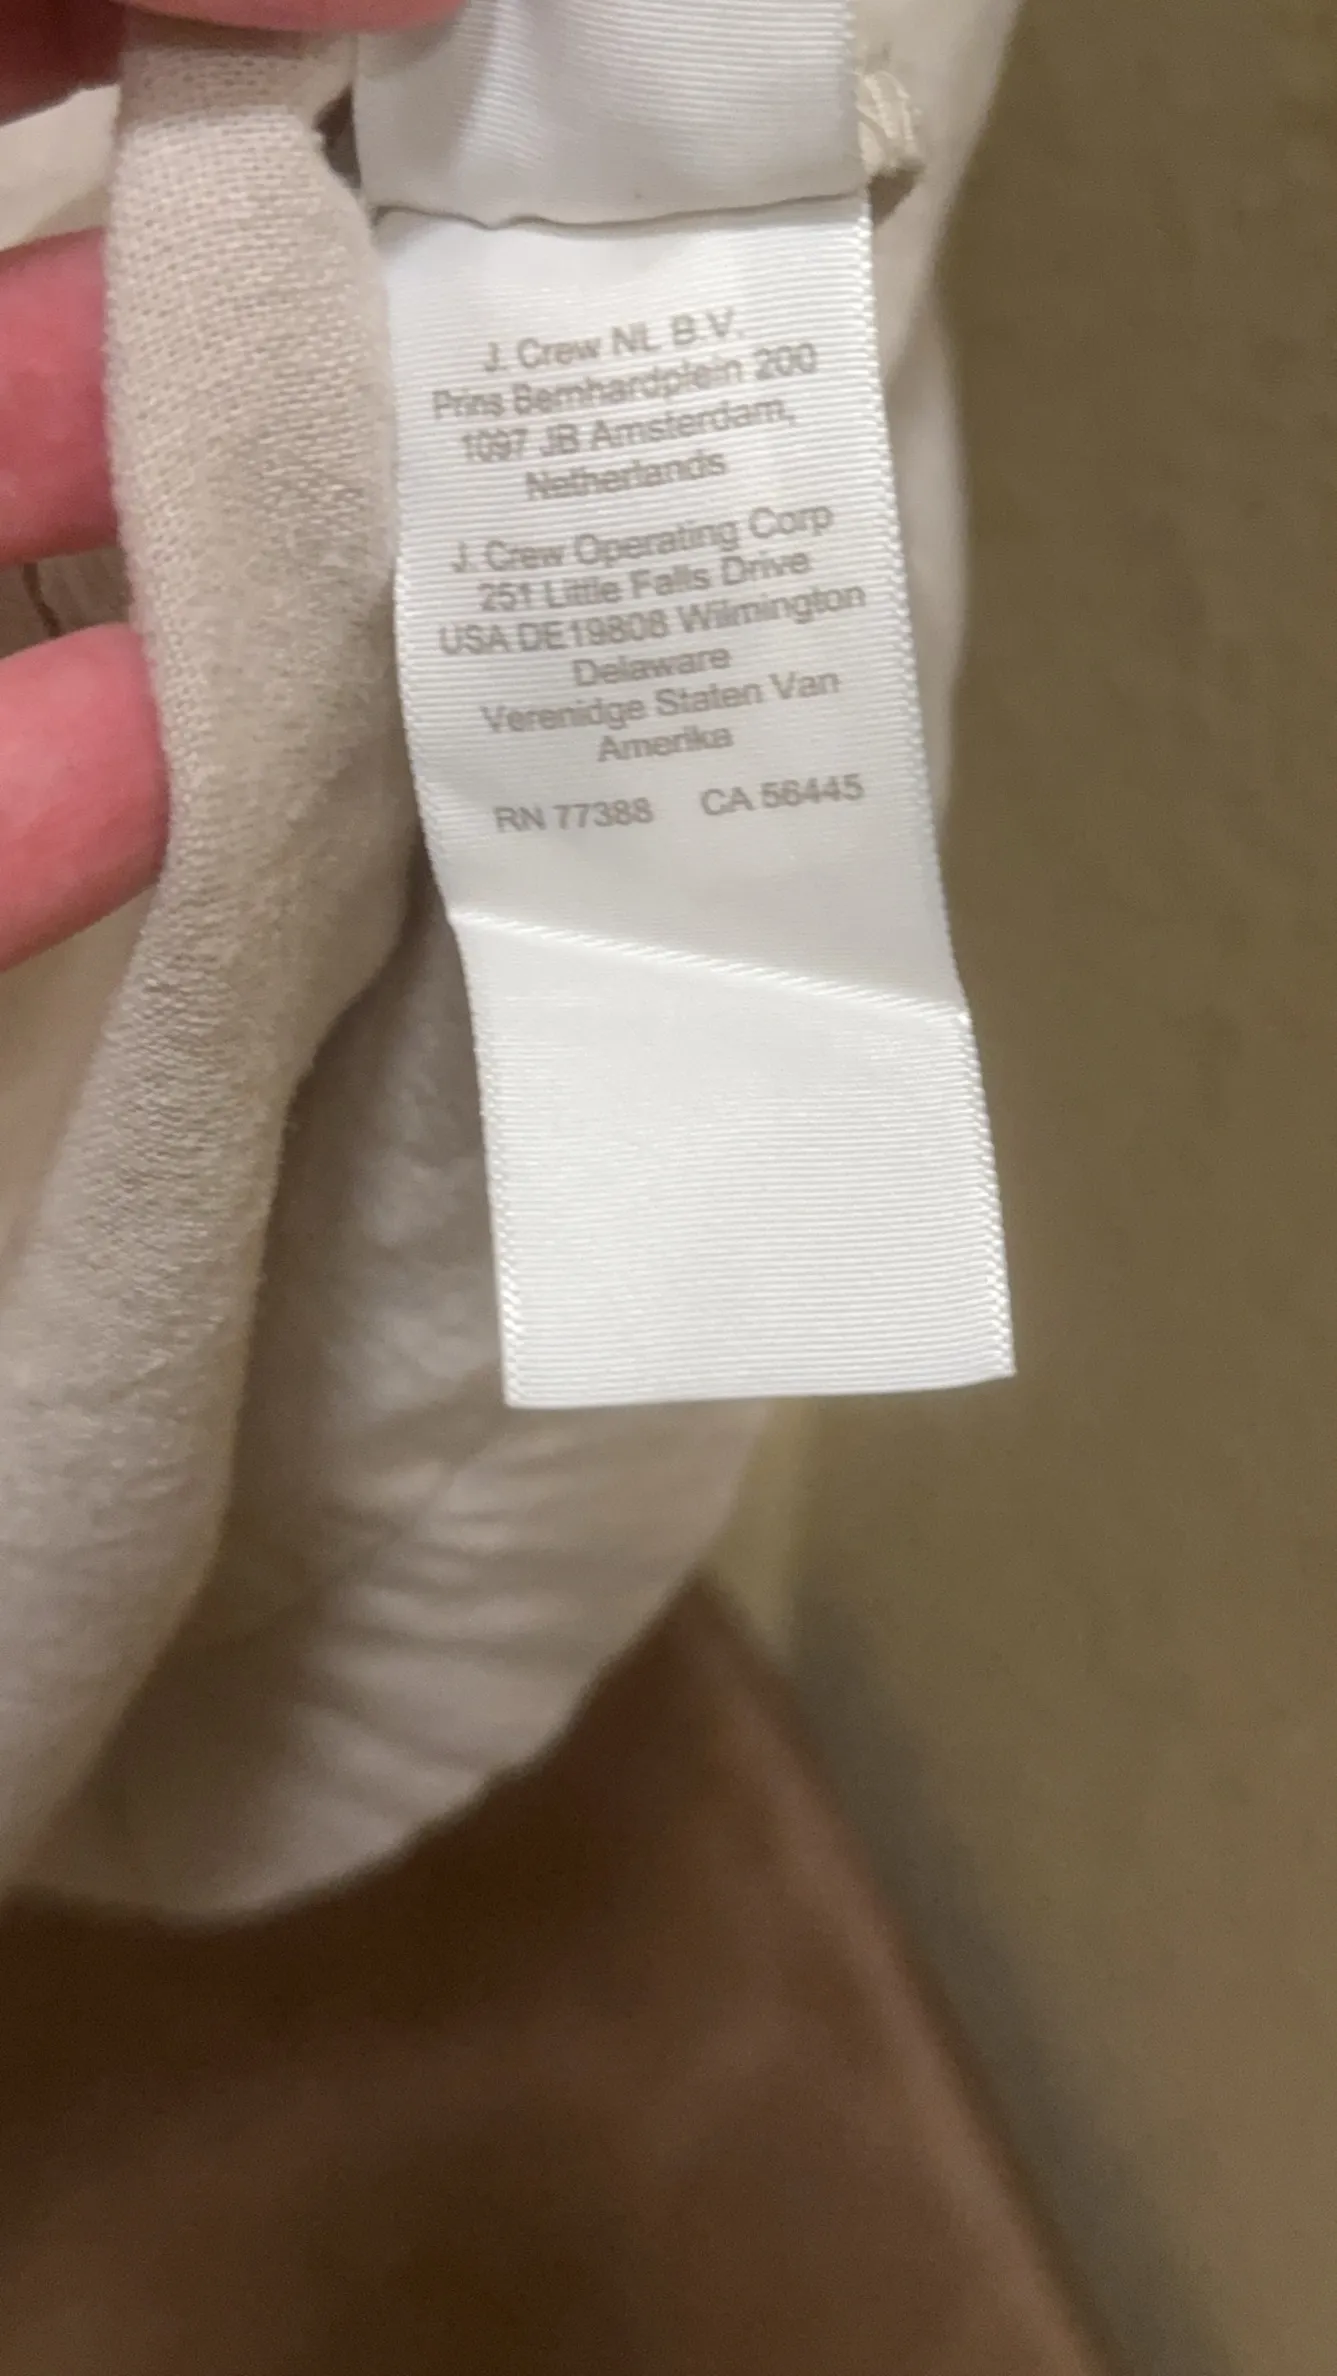 J. Crew NL B.V.
Prins Bernhardplein 200
1097 JB Amsterdam,
Netherlands
J. Crew Operating Corp
251 Little Falls Drive
USA DE19808 Wilmington
Delaware
Verenidge Staten Van
Amerika
RN 77388 CA 56445